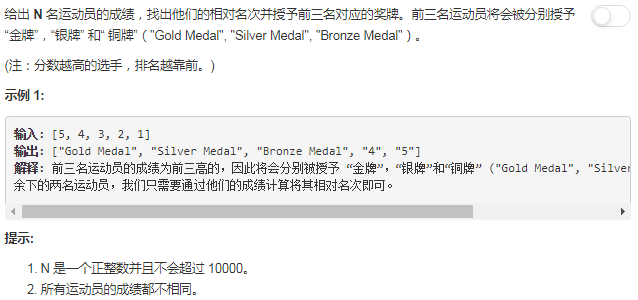 给出 N 名运动员的成绩，找出他们的相对名次并授予前三名对应的奖牌。前三名运动员将会被分别授予
“金牌”，“银牌” 和“ 铜牌”（"Gold Medal", "Silver Medal", "Bronze Medal"）。
(注：分数越高的选手，排名越靠前。)
示例 1:
输入: [5, 4, 3, 2, 1]
输出: ["Gold Medal", "Silver Medal", "Bronze Medal", "4", "5"]
解释: 前三名运动员的成绩为前三高的，因此将会分别被授予 “金牌”，“银牌”和“铜牌” ("Gold Medal", "Silver
余下的两名运动员，我们只需要通过他们的成绩计算将其相对名次即可。
提示:
1. N 是一个正整数并且不会超过 10000。
2. 所有运动员的成绩都不相同。